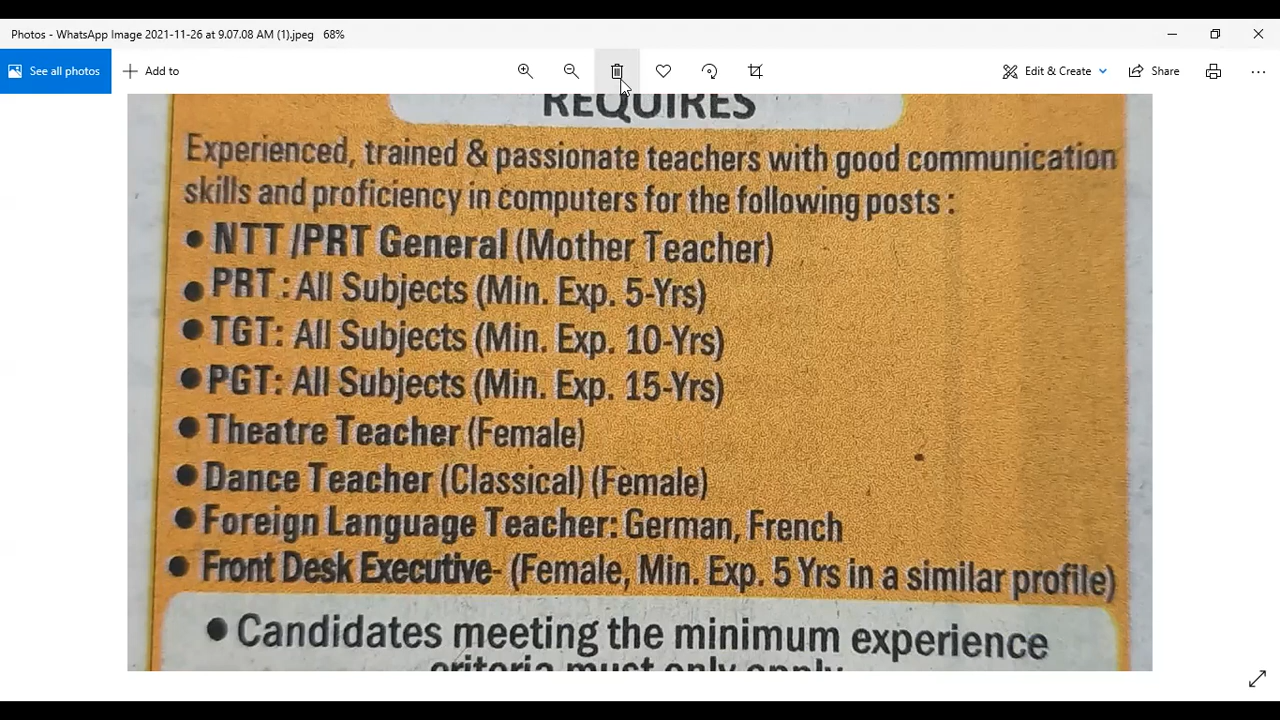 Photos - WhatsApp Image 2021-11-26 at 9.07.08 AM (1).jpeg 68%
See all photos
Add to
Edit & Create
Share
REQUIRES
Experienced, trained & passionate teachers with good communication
skills and proficiency in computers for the following posts :
• NTT /PRT General (Mother Teacher)
• PRT : All Subjects (Min. Exp. 5-Yrs)
• TGT: All Subjects (Min. Exp. 10-Yrs)
• PGT: All Subjects (Min. Exp. 15-Yrs)
• Theatre Teacher (Female)
• Dance Teacher (Classical) (Female)
• Foreign Language Teacher: German, French
• Front Desk Executive- (Female, Min. Exp. 5 Yrs in a similar profile)
• Candidates meeting the minimum experience
criteria must only apply.